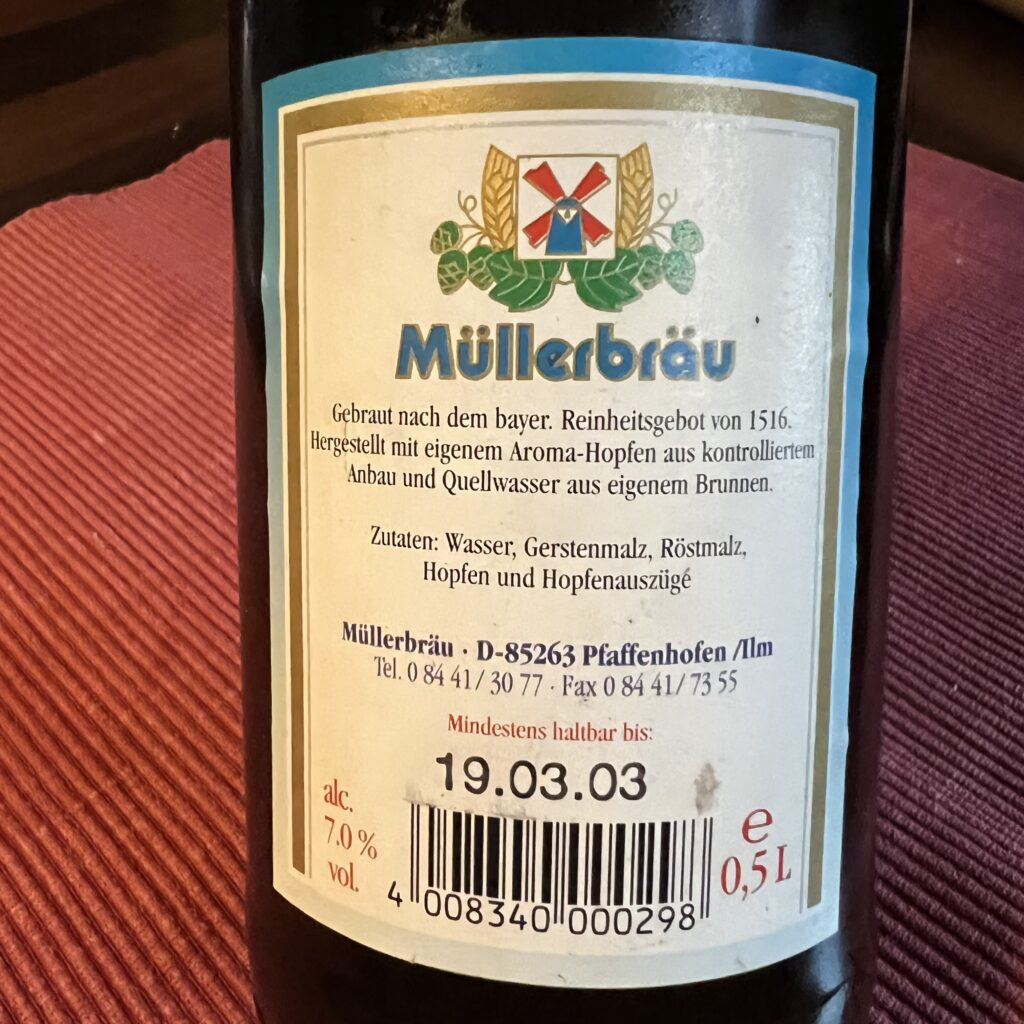 Müllerbräu
Gebraut nach dem bayer. Reinheitsgebot von 1516.
Hergestellt mit eigenem Aroma-Hopfen aus kontrolliertem
Anbau und Quellwasser aus eigenem Brunnen.
Zutaten: Wasser, Gerstenmalz, Röstmalz,
Hopfen und Hopfenauszüge
Müllerbräu · D-85263 Pfaffenhofen /Ilm
Tel. 0 84 41/ 30 77 · Fax 0 84 41/ 73 55
Mindestens haltbar bis:
19.03.03
alc.
7.0 %
vol.
e
0,5 L
4 008340 000298